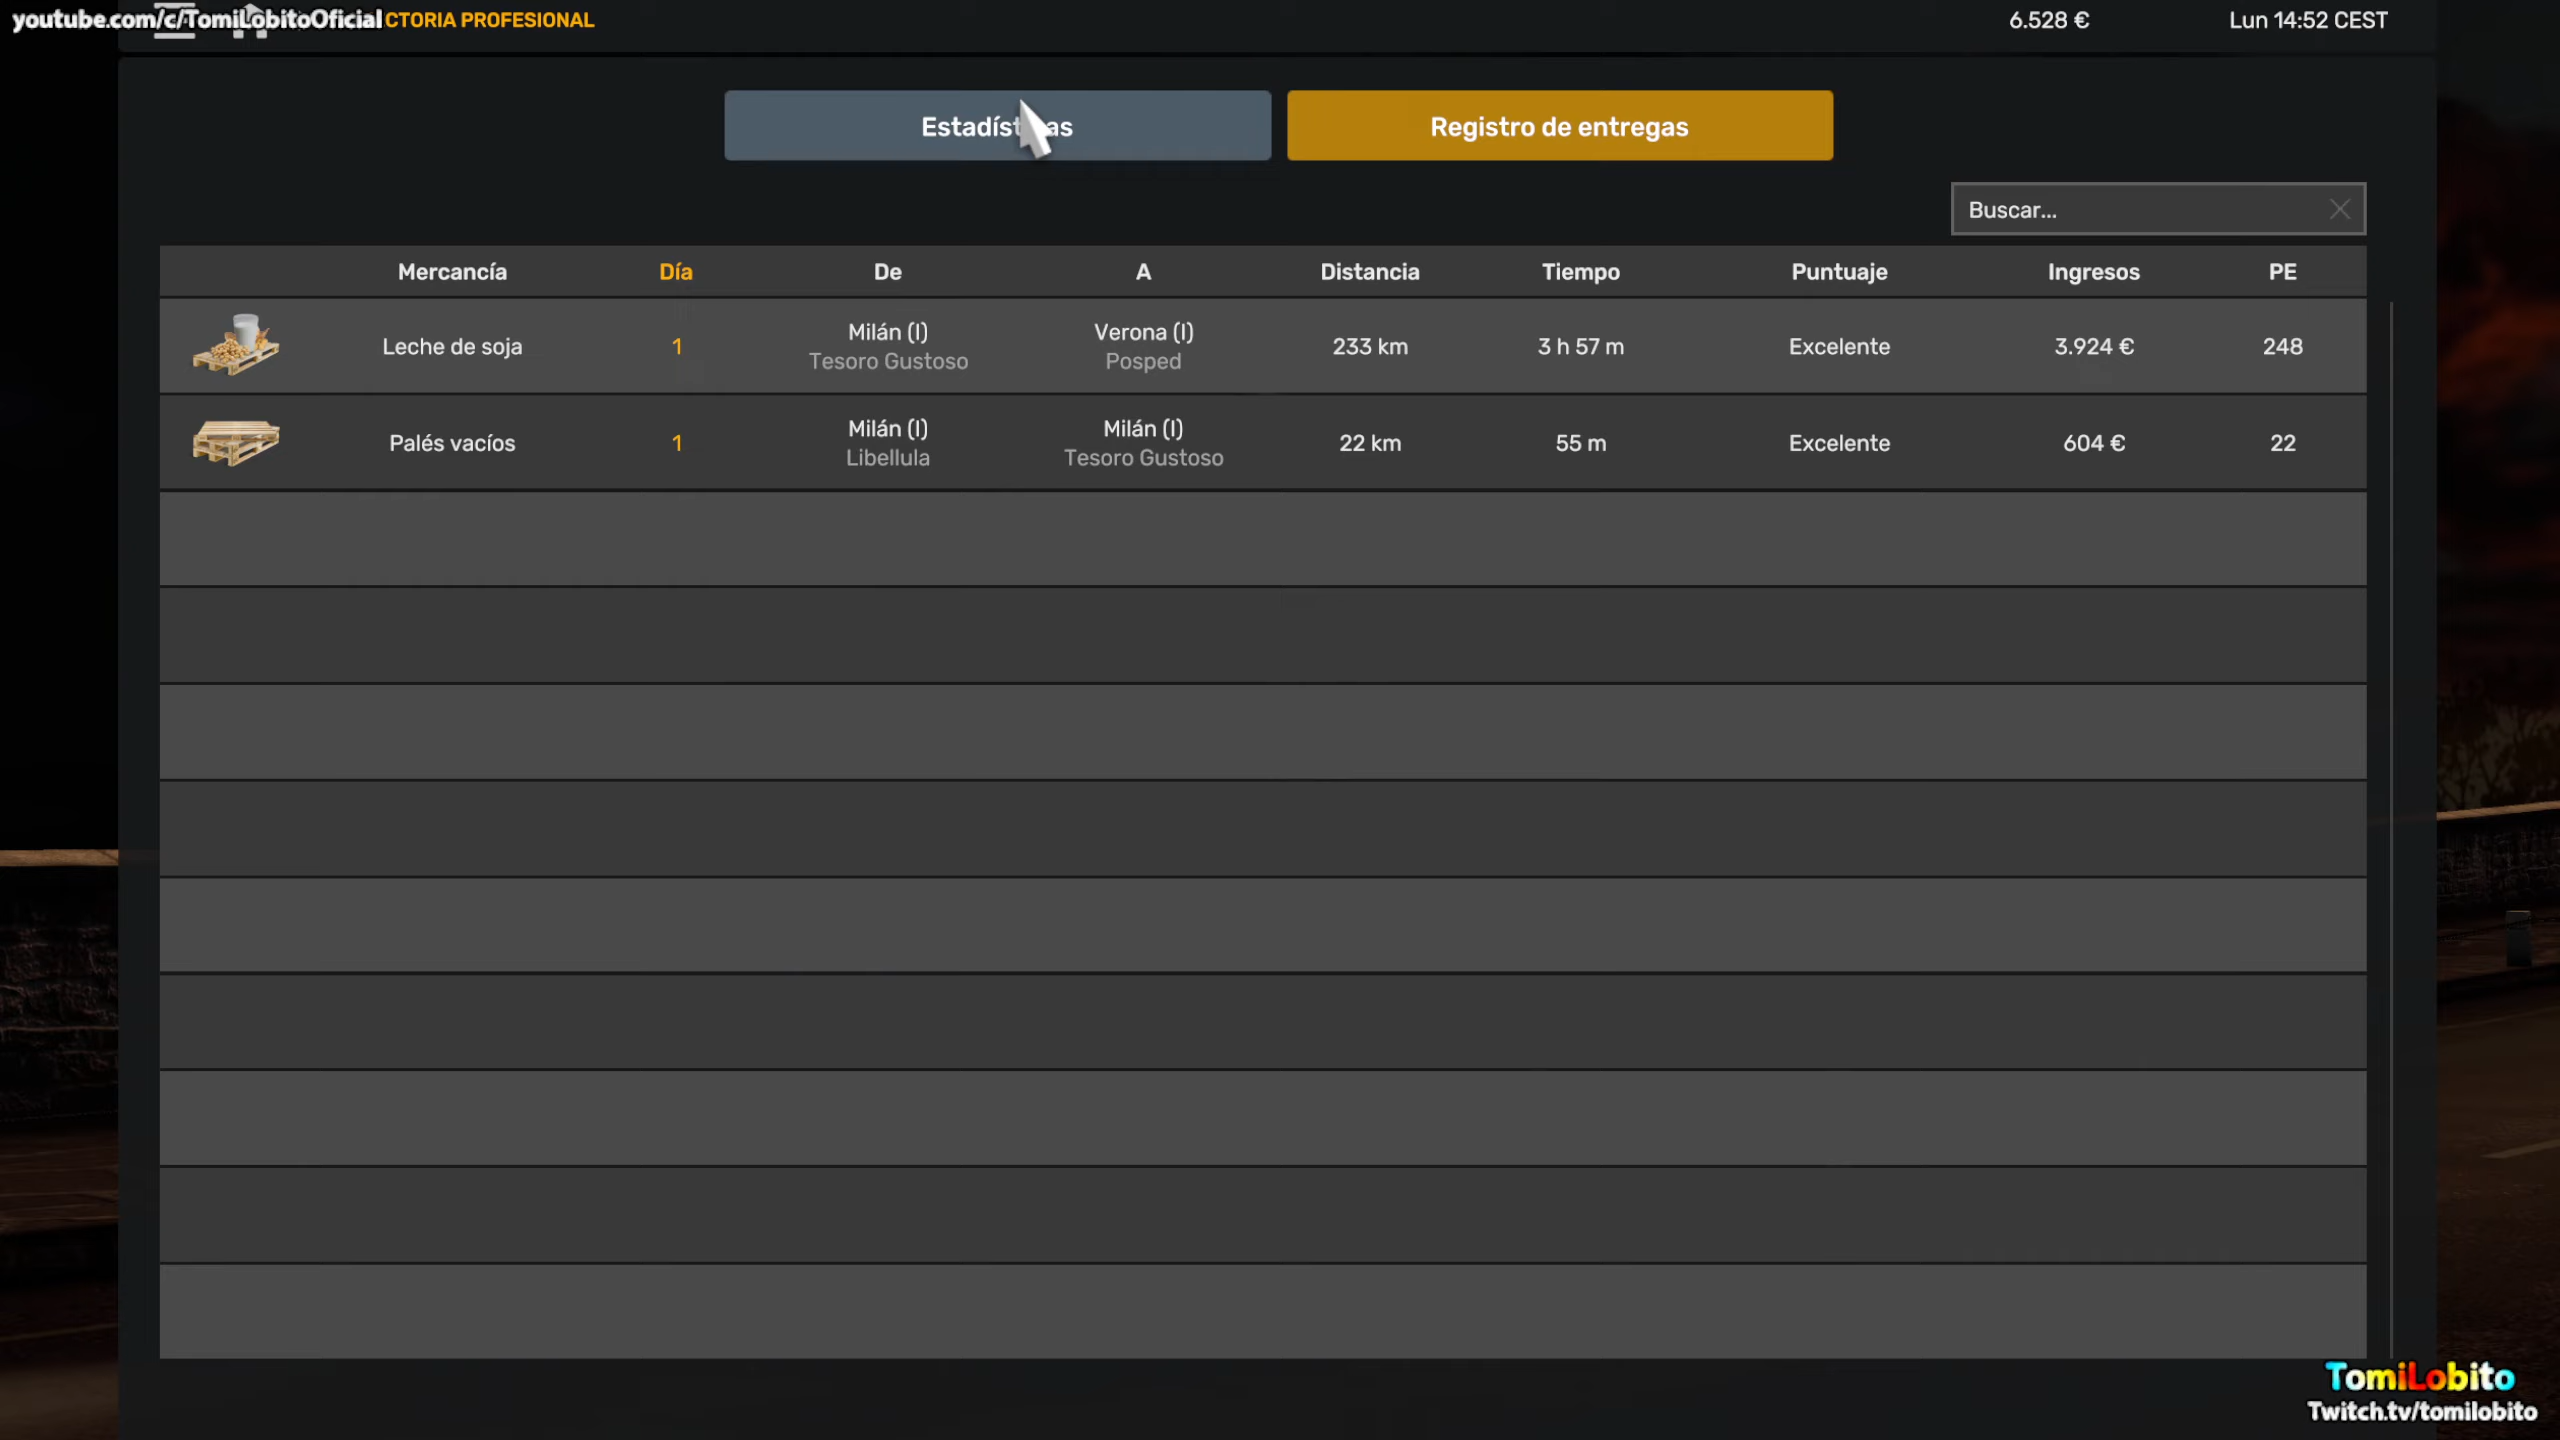 youtube.com/c/TomiLobitoOficial CTORIA PROFESIONAL 6.528 € Lun 14:52 CEST
Registro de entregas
Buscar...
Mercancía Día De A Distancia Tiempo Puntuaje Ingresos PE
Leche de soja 1 Milán (I) Verona (I) 233 km 3 h 57 m Excelente 3.924 € 248
Tesoro Gustoso Posped
Palés vacíos 1 Milán (I) Milán (I) 22 km 55 m Excelente 604 € 22
Libellula Tesoro Gustoso
TomiLobito
Twitch.tv/tomilobito